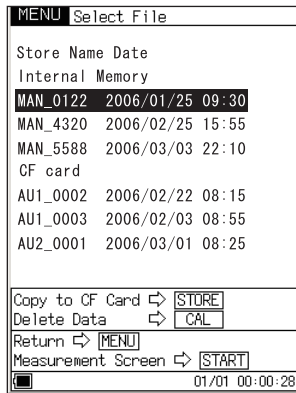 MENU Select File
Store Name Date
Internal Memory
MAN_0122 2006/01/25 09:30
MAN_4320 2006/02/25 15:55
MAN_5588 2006/03/03 22:10
CF card
AU1_0002 2006/02/22 08:15
AU1_0003 2006/02/03 08:55
AU2_0001 2006/03/01 08:25
Copy to CF Card ⇨ STORE
Delete Data ⇨ CAL
Return ⇨ MENU
Measurement Screen ⇨ START
01/01 00:00:28